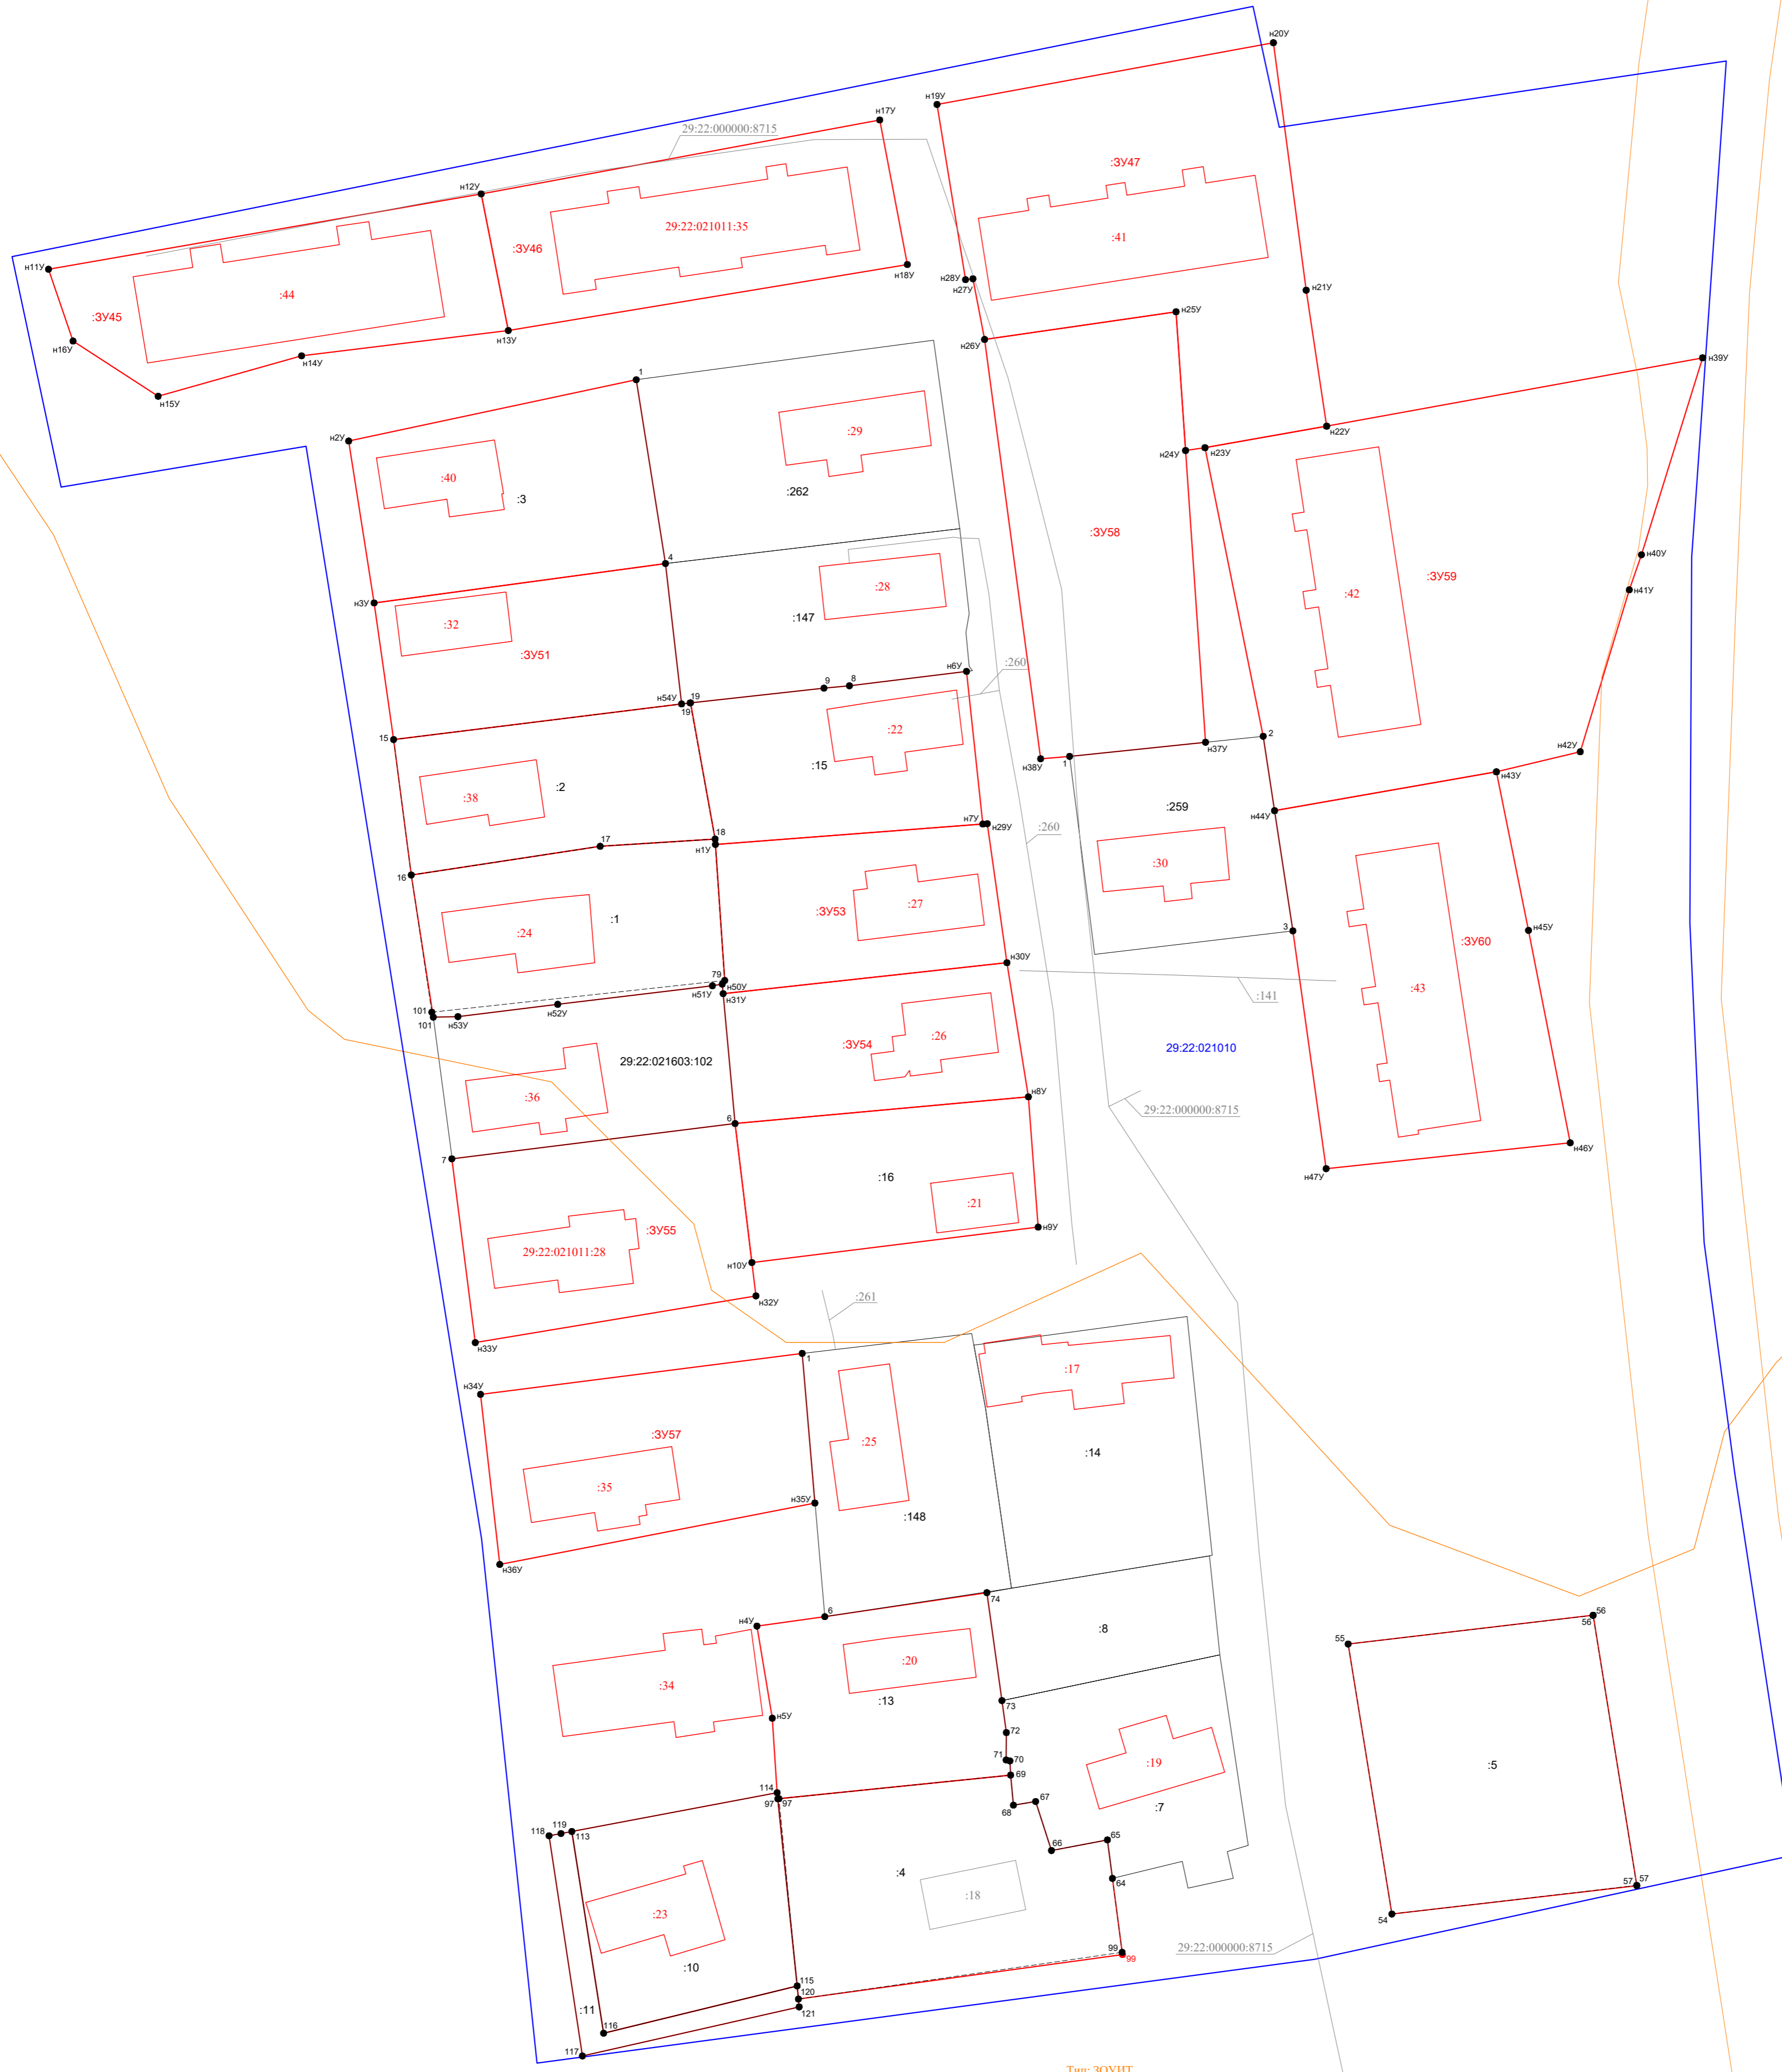 н20У
н19У
н17У
29:22:000000:8715
:ЗУ47
н12У
29:22:021011:35
:41
:ЗУ46
н11У
н18У
н28У
н27У
:44
н21У
:ЗУ45
н25У
н16У
н13У
н26У
н14У
н39У
1
н15У
:29
н2У
н22У
:40
н24У
н23У
:262
:3
:ЗУ58
4
н40У
:28
:ЗУ59
н3У
:42
н41У
:147
:32
:ЗУ51
:260
н6У
9
8
н54У
19
19
:22
15
2
н37У
н42У
н38У
1
:15
н43У
:2
:38
:259
н44У
н7У
н29У
:260
18
17
н1У
:30
16
:27
:ЗУ53
:1
:24
3
н45У
:ЗУ60
н30У
79
н50У
н51У
:43
н31У
:141
101
н52У
101
н53У
:26
:ЗУ54
29:22:021010
29:22:021603:102
н8У
:36
29:22:000000:8715
6
н46У
7
н47У
:16
:21
н9У
:ЗУ55
29:22:021011:28
н10У
н32У
:261
н33У
1
:17
н34У
:ЗУ57
:25
:14
:35
н35У
:148
н36У
74
6
56
56
н4У
:8
55
:20
:34
:13
73
н5У
72
:19
71
70
:5
114
69
97
97
67
68
:7
119
118
113
65
66
:4
64
57
57
:18
:23
54
99
99
29:22:000000:8715
:10
115
120
:11
121
116
117
Тип: ЗОУИТ